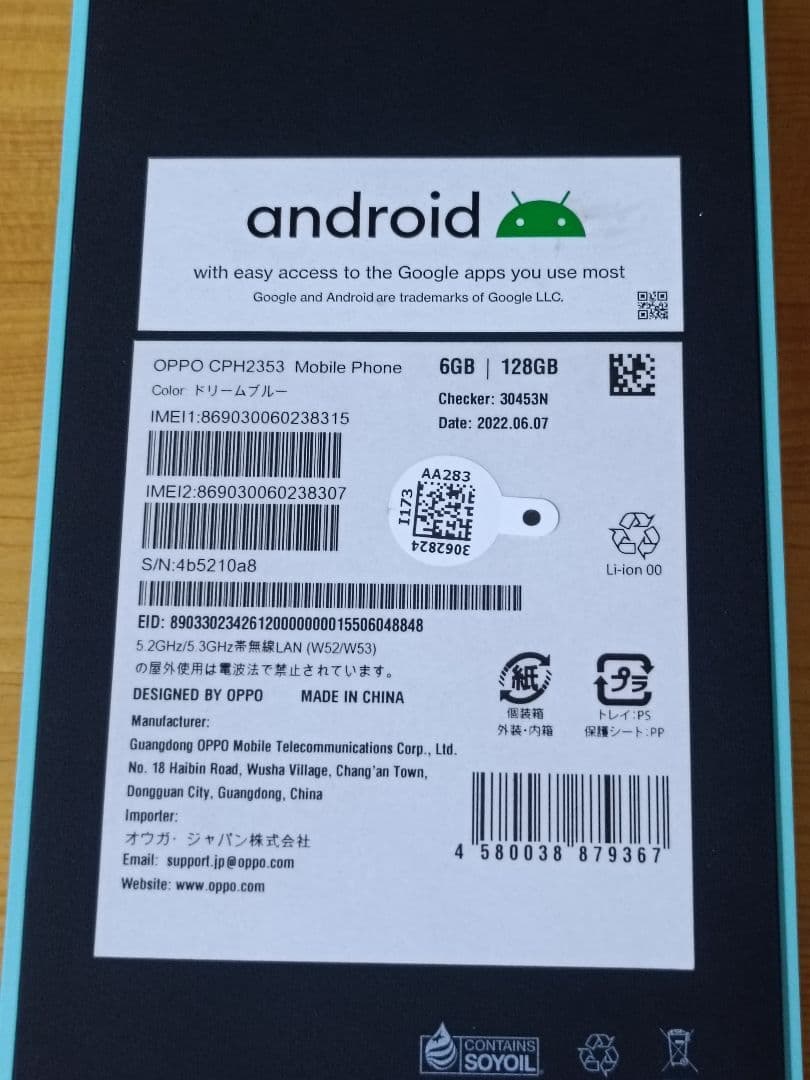 android
with easy access to the Google apps you use most
Google and Android are trademarks of Google LLC.
OPPO CPH2353 Mobile Phone
6GB | 128GB
Color ドリームブルー
Checker: 30453N
IMEI1:869030060238315
Date: 2022.06.07
IMEI2:869030060238307
AA283
I173
3062824
S/N:4b5210a8
Li-ion 00
EID: 89033023426120000000015506048848
5.2GHz/5.3GHz帯無線LAN (W52/W53)
の屋外使用は電波法で禁止されています。
DESIGNED BY OPPO MADE IN CHINA
紙
個装箱
外装・内箱
プラ
トレイ:PS
保護シート:PP
Manufacturer:
Guangdong OPPO Mobile Telecommunications Corp., Ltd.
No. 18 Haibin Road, Wusha Village, Chang'an Town,
Dongguan City, Guangdong, China
Importer:
オウガ・ジャパン株式会社
Email: support.jp@oppo.com
Website: www.oppo.com
4 580038 879367
CONTAINS
SOYOIL